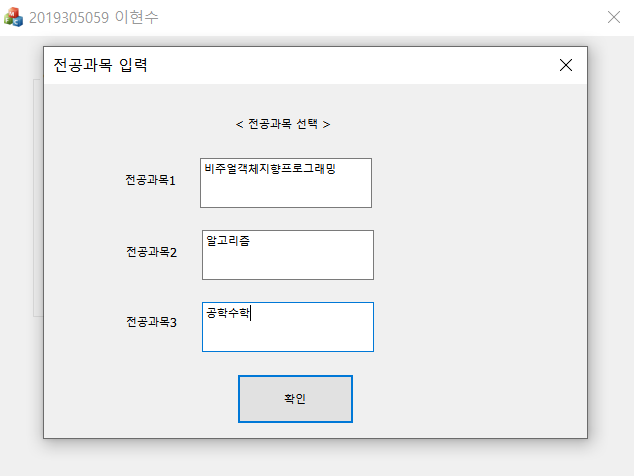 2019305059 이현수
전공과목 입력
< 전공과목 선택 >
전공과목1
비주얼객체지향프로그래밍
전공과목2
알고리즘
전공과목3
공학수학
확인